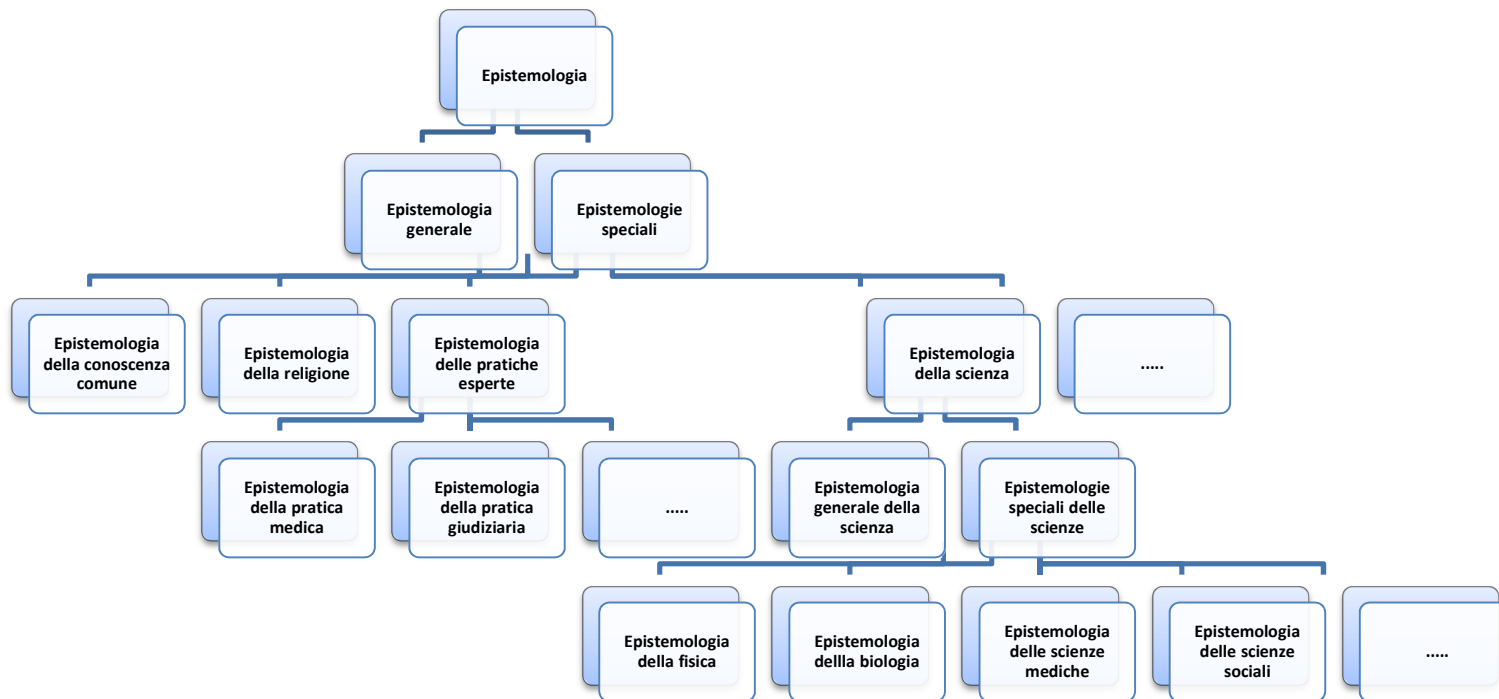 Epistemologia
Epistemologia
generale
Epistemologie
speciali
Epistemologia
della conoscenza
comune
Epistemologia
della religione
Epistemologia
delle pratiche
esperte
Epistemologia
della scienza
.....
Epistemologia
della pratica
medica
Epistemologia
della pratica
giudiziaria
.....
Epistemologia
generale della
scienza
Epistemologie
speciali delle
scienze
Epistemologia
della fisica
Epistemologia
dellla biologia
Epistemologia
delle scienze
mediche
Epistemologia
delle scienze
sociali
.....